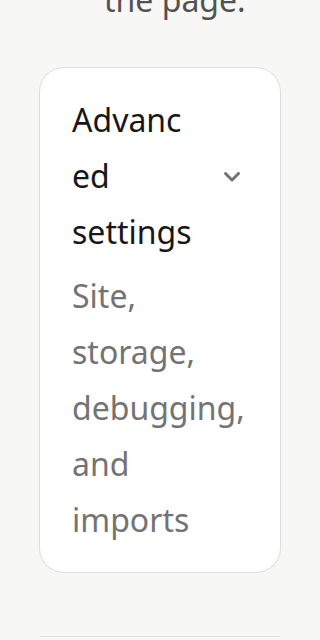 the page.
Advanc
ed
settings
Site,
storage,
debugging,
and
imports